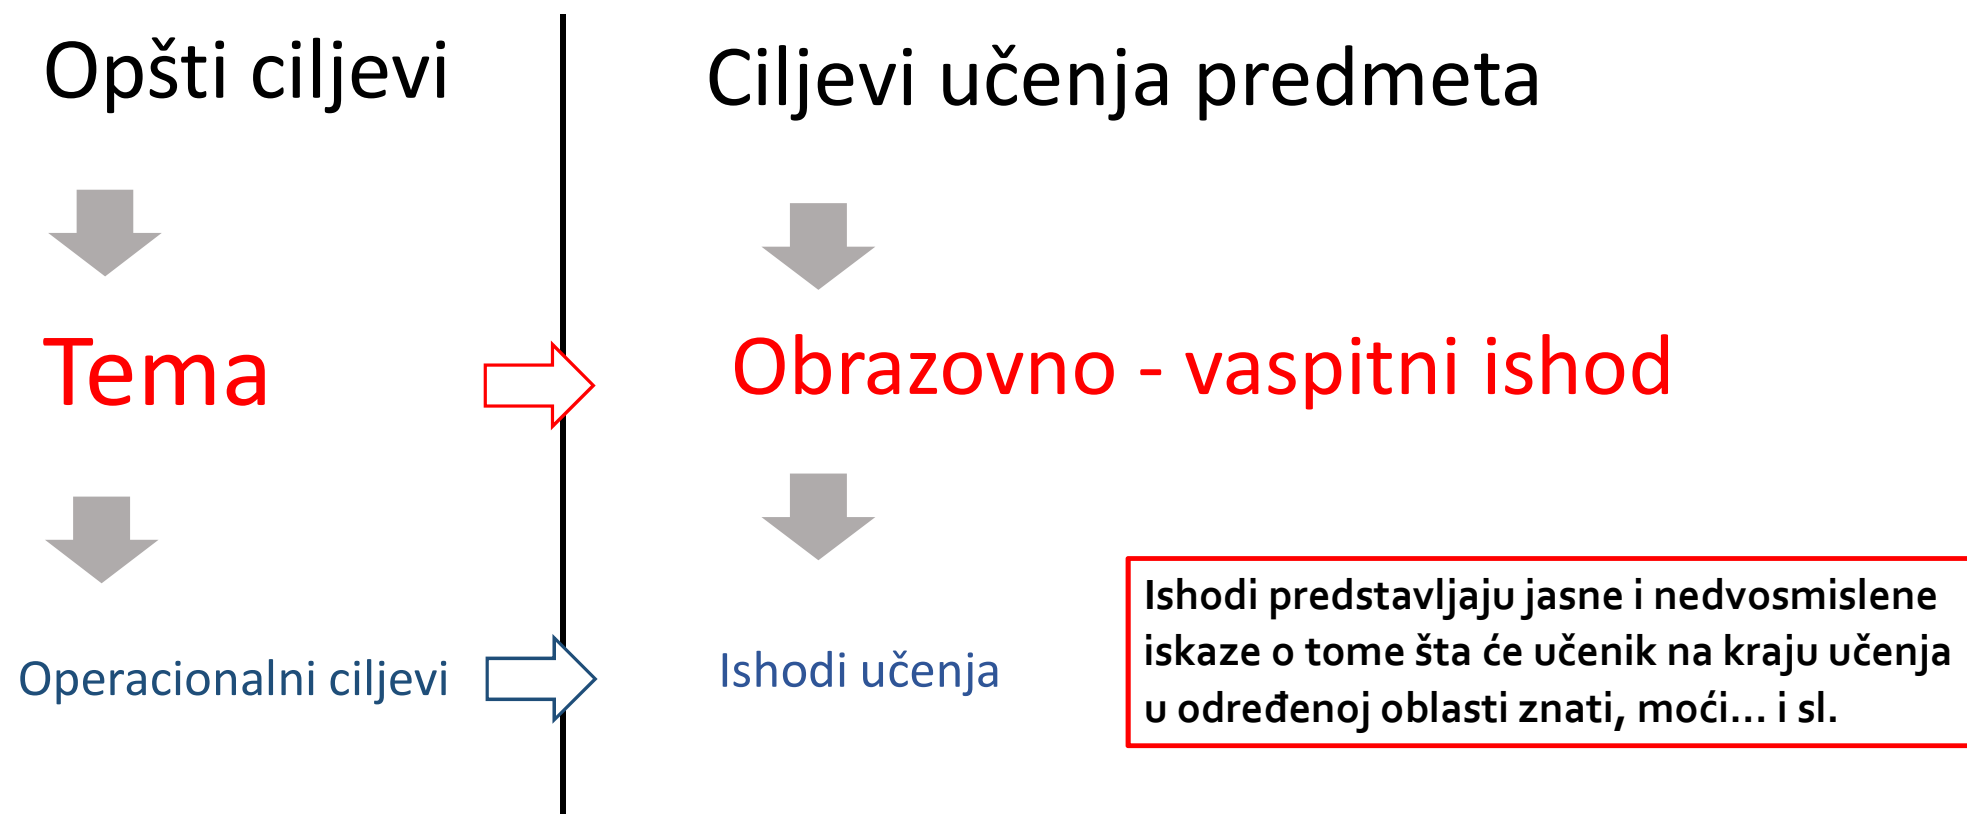 Opšti ciljevi
Ciljevi učenja predmeta
Tema
Obrazovno - vaspitni ishod
Operacionalni ciljevi
Ishodi učenja
Ishodi predstavljaju jasne i nedvosmislene
iskaze o tome šta će učenik na kraju učenja
u određenoj oblasti znati, moći... i sl.